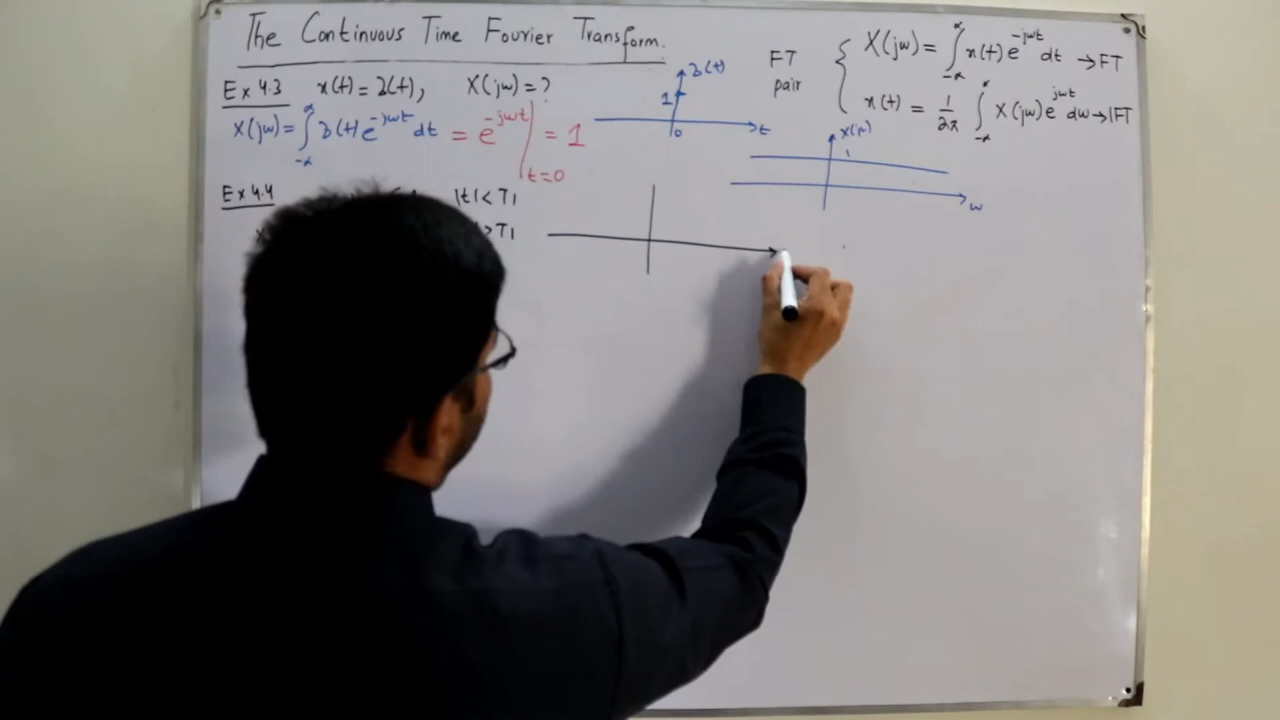 The Continuous Time Fourier Transform.
FT pair { X(jω) = ∫_{-∞}^{∞} x(t) e^{-jωt} dt → FT
x(t) = 1/2π ∫_{-∞}^{∞} X(jω) e^{jωt} dω → IFT
Ex 4.3 x(t) = δ(t), X(jω) = ?
X(jω) = ∫_{-∞}^{∞} δ(t) e^{-jωt} dt = e^{-jωt} |_{t=0} = 1
δ(t)
1
0
t
X(jω)
1
ω
Ex 4.4
|t| < T1
> T1